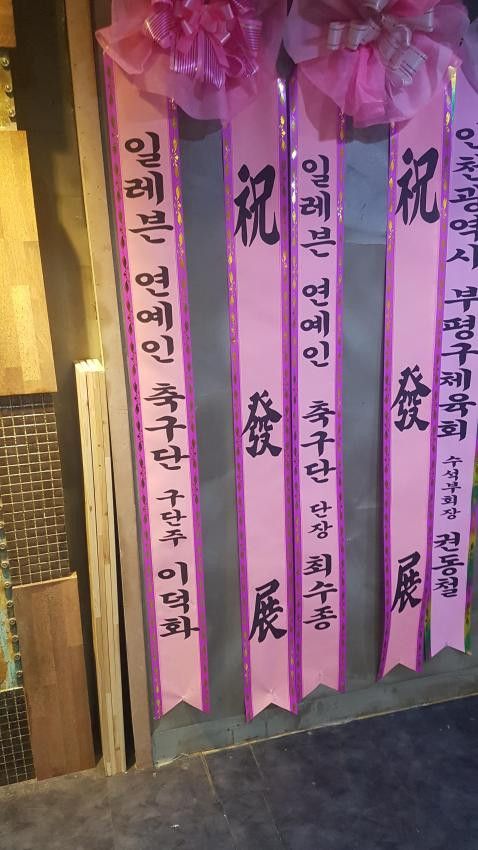 일레븐 연예인 축구단 구단주 이덕화
祝 發 展
일레븐 연예인 축구단 단장 최수종
祝 發 展
인천광역시 부평구체육회 수석부회장 권동철